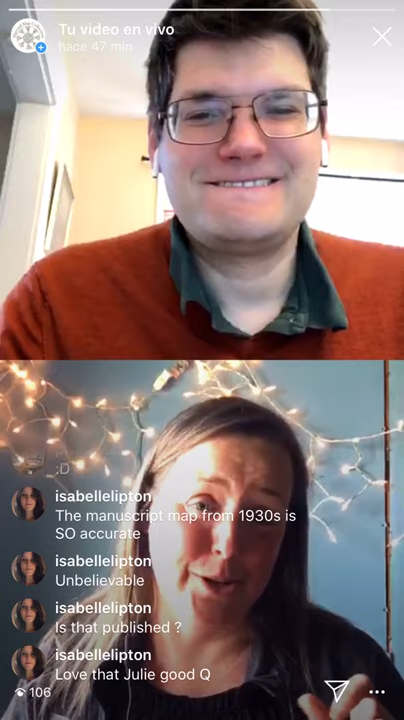 Tu video en vivo
hace 47 min
:D
isabellelipton
The manuscript map from 1930s is
SO accurate
isabellelipton
Unbelievable
isabellelipton
Is that published ?
isabellelipton
Love that Julie good Q
106